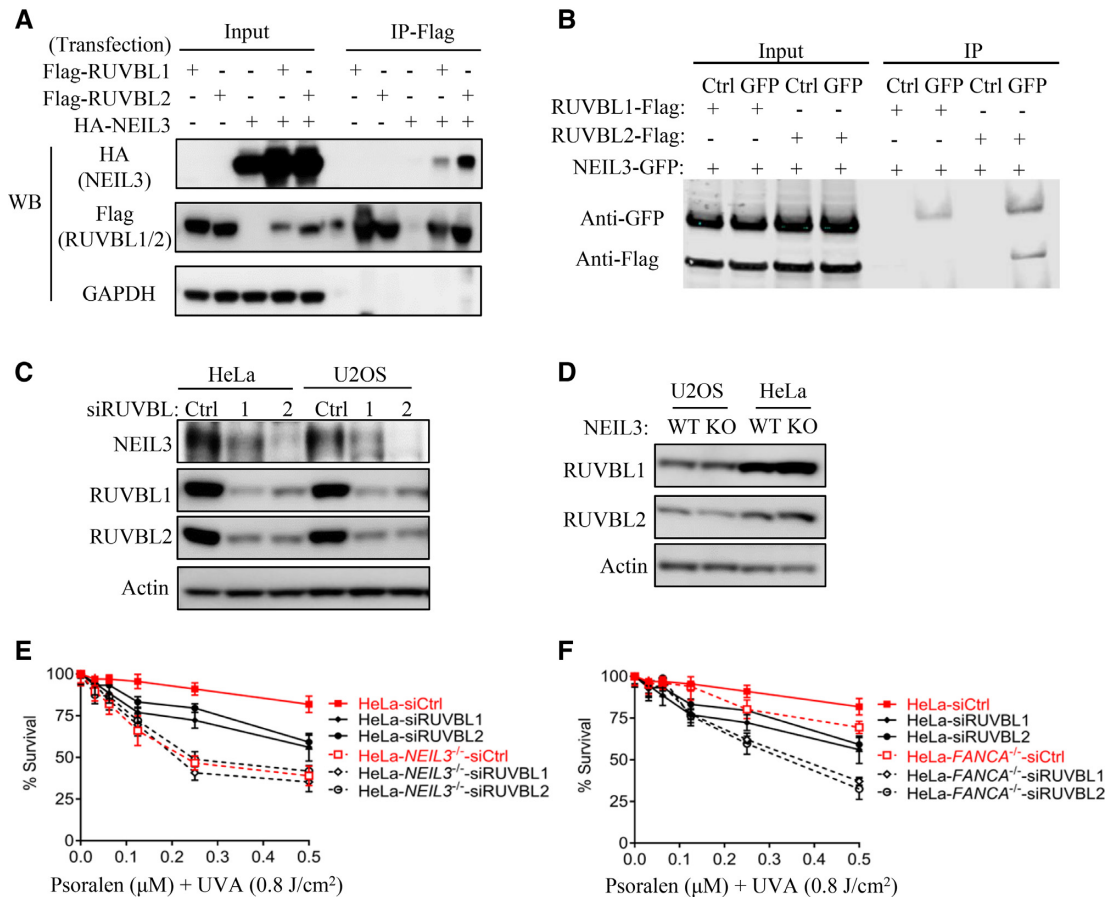 A
Input IP-Flag
(Transfection)
Flag-RUVBL1 + - - + - + - - + -
Flag-RUVBL2 - + - - + - + - - +
HA-NEIL3 - - + + + - - + + +
WB
HA
(NEIL3)
Flag
(RUVBL1/2)
GAPDH
B
Input IP
Ctrl GFP Ctrl GFP Ctrl GFP Ctrl GFP
RUVBL1-Flag: + + - - + + - -
RUVBL2-Flag: - - + + - - + +
NEIL3-GFP: + + + + + + + +
Anti-GFP
Anti-Flag
C
HeLa U2OS
siRUVBL: Ctrl 1 2 Ctrl 1 2
NEIL3
RUVBL1
RUVBL2
Actin
D
U2OS HeLa
NEIL3: WT KO WT KO
RUVBL1
RUVBL2
Actin
E
% Survival
100
75
50
25
0
0.0 0.1 0.2 0.3 0.4 0.5
Psoralen (µM) + UVA (0.8 J/cm²)
HeLa-siCtrl
HeLa-siRUVBL1
HeLa-siRUVBL2
HeLa-NEIL3⁻/⁻-siCtrl
HeLa-NEIL3⁻/⁻-siRUVBL1
HeLa-NEIL3⁻/⁻-siRUVBL2
F
% Survival
100
75
50
25
0
0.0 0.1 0.2 0.3 0.4 0.5
Psoralen (µM) + UVA (0.8 J/cm²)
HeLa-siCtrl
HeLa-siRUVBL1
HeLa-siRUVBL2
HeLa-FANCA⁻/⁻-siCtrl
HeLa-FANCA⁻/⁻-siRUVBL1
HeLa-FANCA⁻/⁻-siRUVBL2